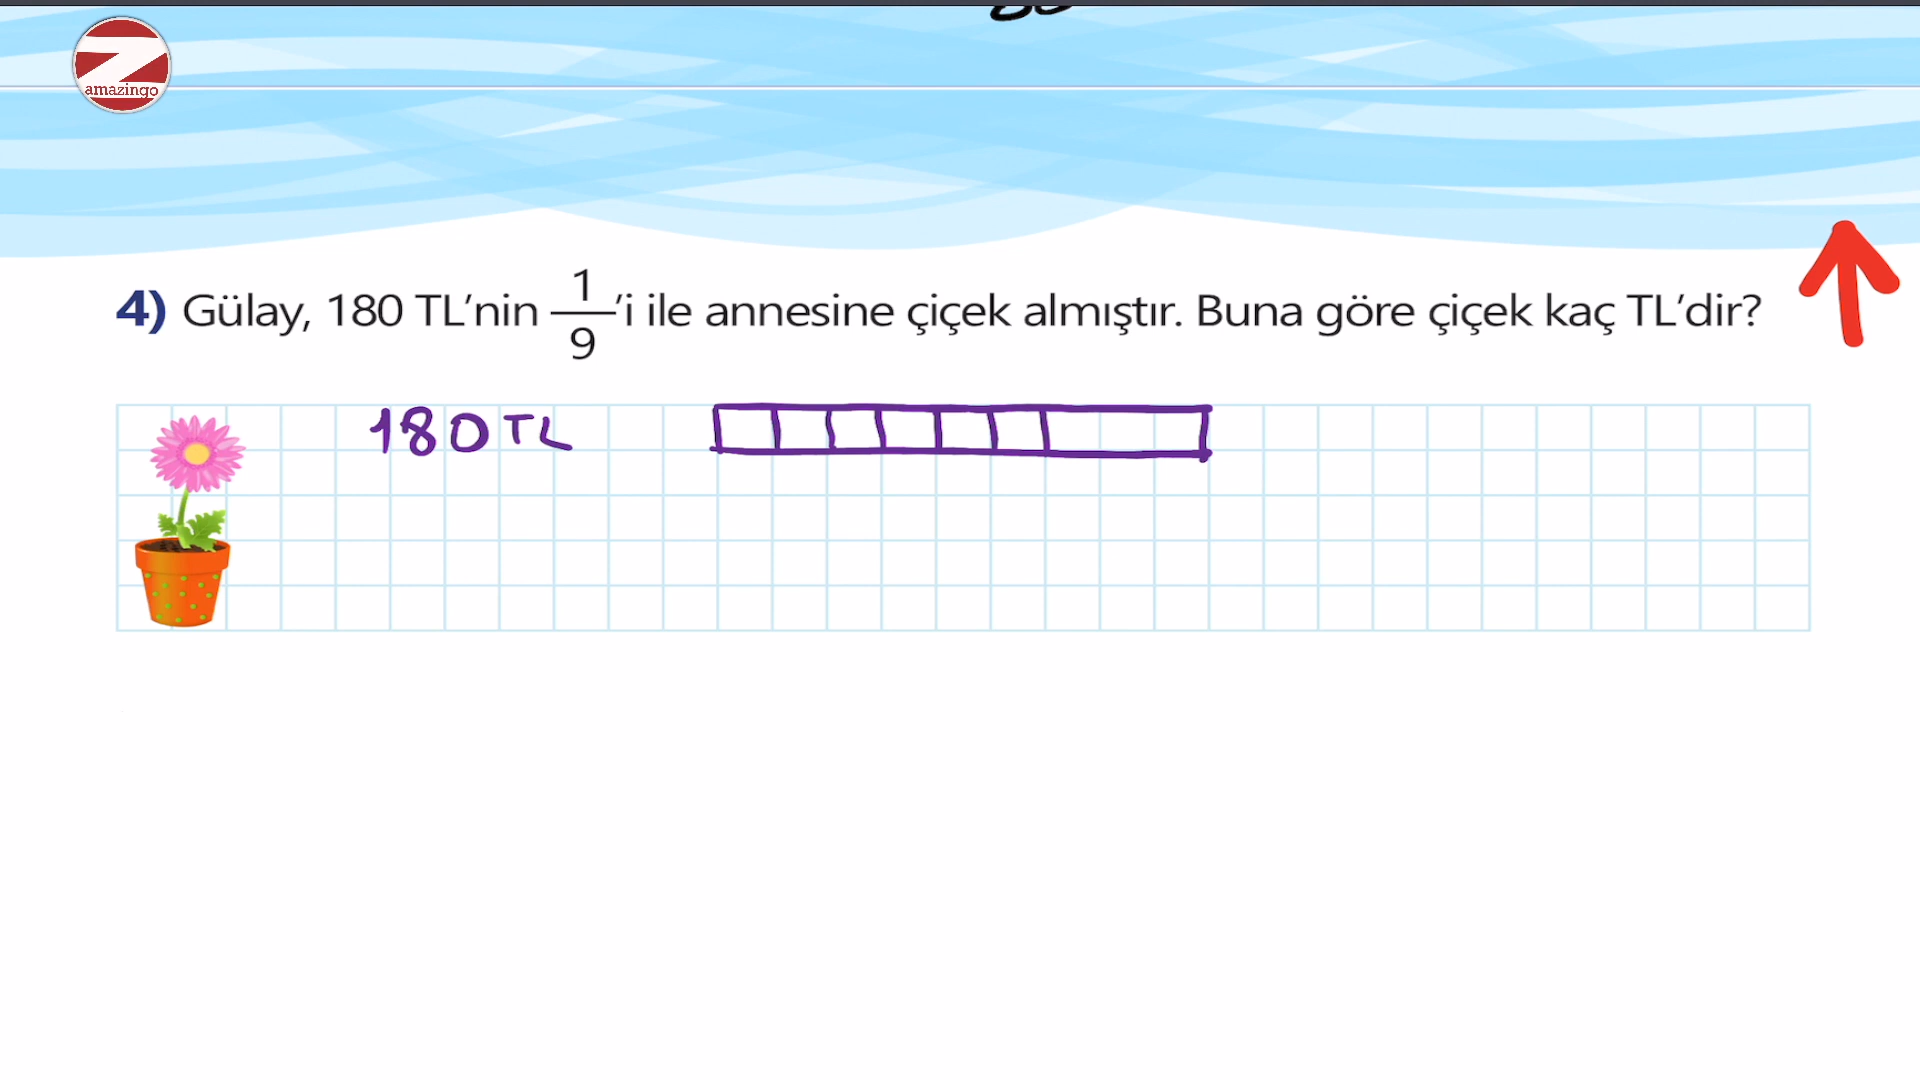 amazingo
4) Gülay, 180 TL’nin 1/9’i ile annesine çiçek almıştır. Buna göre çiçek kaç TL’dir?
180 TL